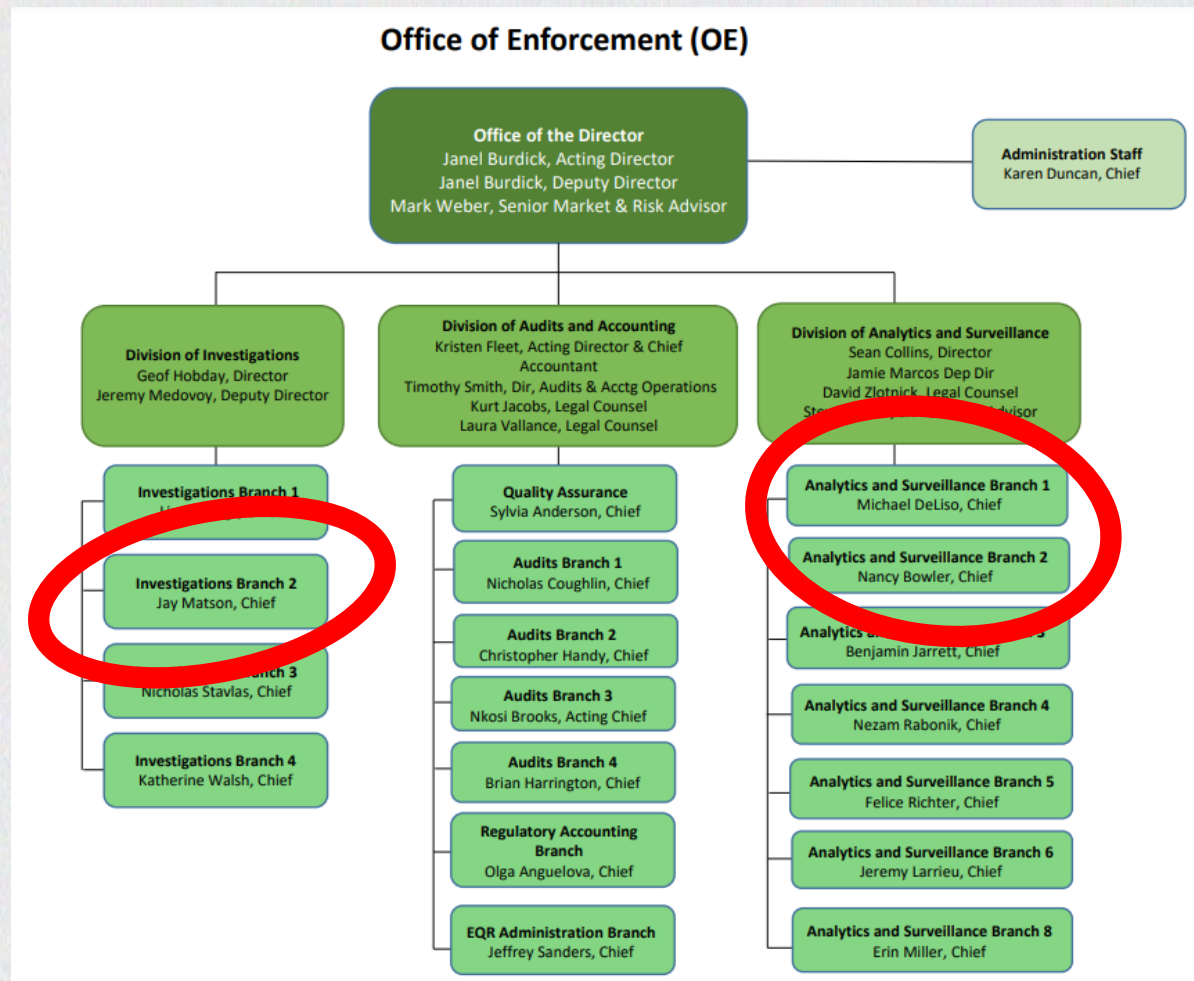 Office of Enforcement (OE)
Office of the Director
Janel Burdick, Acting Director
Janel Burdick, Deputy Director
Mark Weber, Senior Market & Risk Advisor
Administration Staff
Karen Duncan, Chief
Division of Investigations
Geof Hobday, Director
Jeremy Medovoy, Deputy Director
Investigations Branch 1
Investigations Branch 2
Jay Matson, Chief
3
Nicholas Stavlas, Chief
Investigations Branch 4
Katherine Walsh, Chief
Division of Audits and Accounting
Kristen Fleet, Acting Director & Chief
Accountant
Timothy Smith, Dir, Audits & Acctg Operations
Kurt Jacobs, Legal Counsel
Laura Vallance, Legal Counsel
Quality Assurance
Sylvia Anderson, Chief
Audits Branch 1
Nicholas Coughlin, Chief
Audits Branch 2
Christopher Handy, Chief
Audits Branch 3
Nkosi Brooks, Acting Chief
Audits Branch 4
Brian Harrington, Chief
Regulatory Accounting
Branch
Olga Anguelova, Chief
EQR Administration Branch
Jeffrey Sanders, Chief
Division of Analytics and Surveillance
Sean Collins, Director
Jamie Marcos Dep Dir
David Zlotnick, Legal Counsel
Advisor
Analytics and Surveillance Branch 1
Michael DeLiso, Chief
Analytics and Surveillance Branch 2
Nancy Bowler, Chief
Analytics
Benjamin Jarrett, Chief
Analytics and Surveillance Branch 4
Nezam Rabonik, Chief
Analytics and Surveillance Branch 5
Felice Richter, Chief
Analytics and Surveillance Branch 6
Jeremy Larrieu, Chief
Analytics and Surveillance Branch 8
Erin Miller, Chief